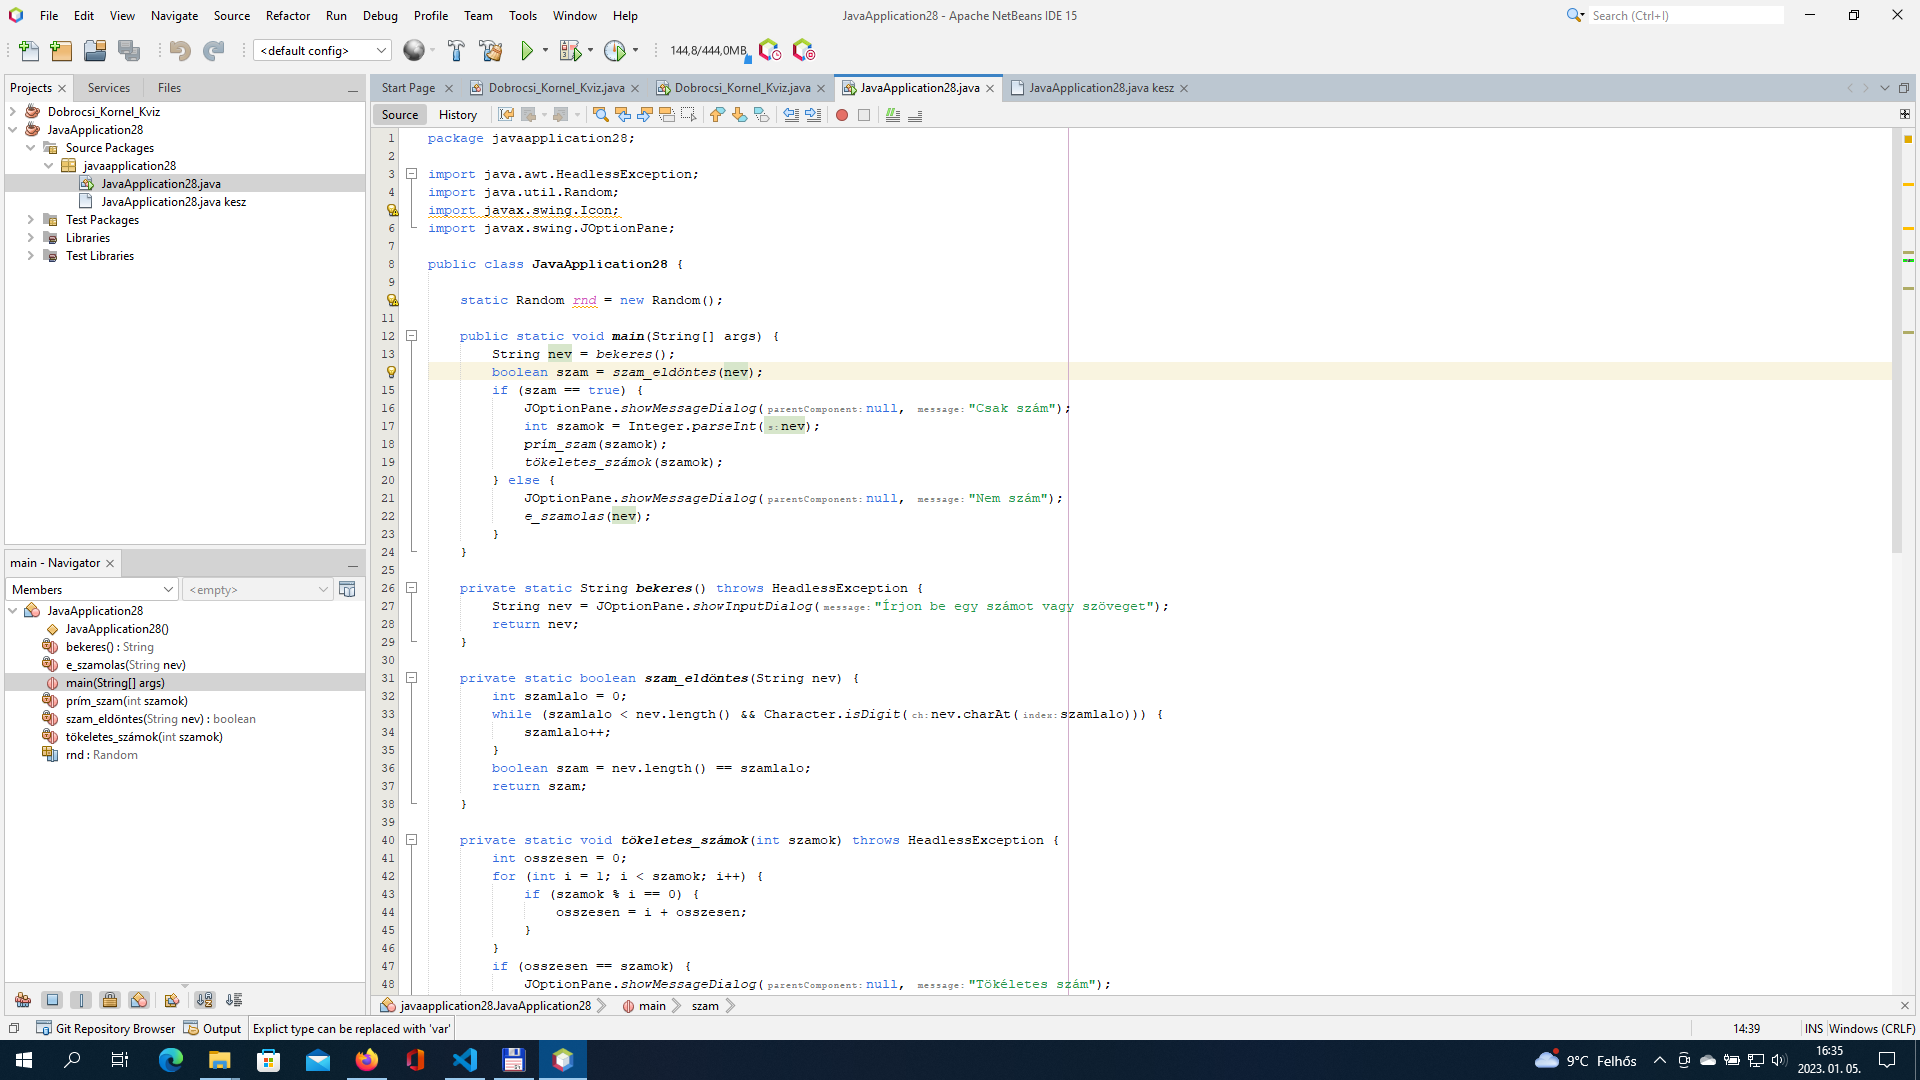 File Edit View Navigate Source Refactor Run Debug Profile Team Tools Window Help
JavaApplication28 - Apache NetBeans IDE 15
Search (Ctrl+I)
<default config>
144,8/444,0MB
Projects Services Files
Dobrocsi_Kornel_Kviz
JavaApplication28
Source Packages
javaapplication28
JavaApplication28.java
JavaApplication28.java kesz
Test Packages
Libraries
Test Libraries
main - Navigator
Members <empty>
JavaApplication28
JavaApplication28()
bekeres() : String
e_szamolas(String nev)
main(String[] args)
prím_szam(int szamok)
szam_eldöntes(String nev) : boolean
tökeletes_számok(int szamok)
rnd : Random
Start Page Dobrocsi_Kornel_Kviz.java Dobrocsi_Kornel_Kviz.java JavaApplication28.java JavaApplication28.java kesz
Source History
1 package javaapplication28;
2
3 import java.awt.HeadlessException;
4 import java.util.Random;
import javax.swing.Icon;
6 import javax.swing.JOptionPane;
7
8 public class JavaApplication28 {
9
static Random rnd = new Random();
11
12 public static void main(String[] args) {
13 String nev = bekeres();
boolean szam = szam_eldöntes(nev);
15 if (szam == true) {
16 JOptionPane.showMessageDialog(parentComponent: null, message: "Csak szám");
17 int szamok = Integer.parseInt(s: nev);
18 prím_szam(szamok);
19 tökeletes_számok(szamok);
20 } else {
21 JOptionPane.showMessageDialog(parentComponent: null, message: "Nem szám");
22 e_szamolas(nev);
23 }
24 }
25
26 private static String bekeres() throws HeadlessException {
27 String nev = JOptionPane.showInputDialog(message: "Írjon be egy számot vagy szöveget");
28 return nev;
29 }
30
31 private static boolean szam_eldöntes(String nev) {
32 int szamlalo = 0;
33 while (szamlalo < nev.length() && Character.isDigit(ch: nev.charAt(index: szamlalo))) {
34 szamlalo++;
35 }
36 boolean szam = nev.length() == szamlalo;
37 return szam;
38 }
39
40 private static void tökeletes_számok(int szamok) throws HeadlessException {
41 int osszesen = 0;
42 for (int i = 1; i < szamok; i++) {
43 if (szamok % i == 0) {
44 osszesen = i + osszesen;
45 }
46 }
47 if (osszesen == szamok) {
48 JOptionPane.showMessageDialog(parentComponent: null, message: "Tökéletes szám");
javaapplication28.JavaApplication28 main szam
Git Repository Browser Output Explict type can be replaced with 'var'
14:39 INS Windows (CRLF)
9°C Felhős
16:35
2023. 01. 05.